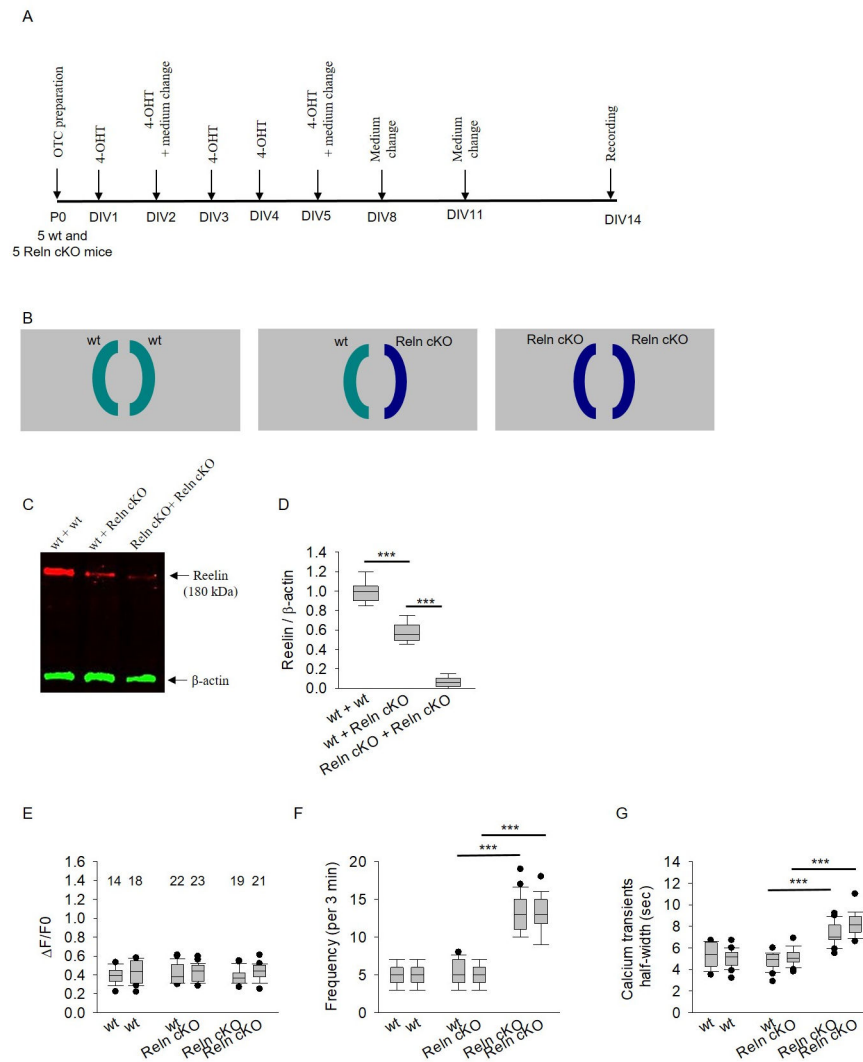 A
OTC preparation
4-OHT
4-OHT
+ medium change
4-OHT
4-OHT
4-OHT
+ medium change
Medium
change
Medium
change
Recording
P0
DIV1
DIV2
DIV3
DIV4
DIV5
DIV8
DIV11
DIV14
5 wt and
5 Reln cKO mice
B
wt
wt
wt
Reln cKO
Reln cKO
Reln cKO
C
wt + wt
wt + Reln cKO
Reln cKO+ Reln cKO
Reelin
(180 kDa)
β-actin
D
Reelin / β-actin
1.4
1.2
1.0
0.8
0.6
0.4
0.2
0.0
***
***
wt + wt
wt + Reln cKO
Reln cKO + Reln cKO
E
ΔF/F0
1.6
1.4
1.2
1.0
0.8
0.6
0.4
0.2
0.0
14
18
22
23
19
21
wt
wt
wt
Reln cKO
Reln cKO
Reln cKO
F
Frequency (per 3 min)
20
15
10
5
0
***
***
wt
wt
wt
Reln cKO
Reln cKO
Reln cKO
G
Calcium transients
half-width (sec)
14
12
10
8
6
4
2
0
***
***
wt
wt
wt
Reln cKO
Reln cKO
Reln cKO